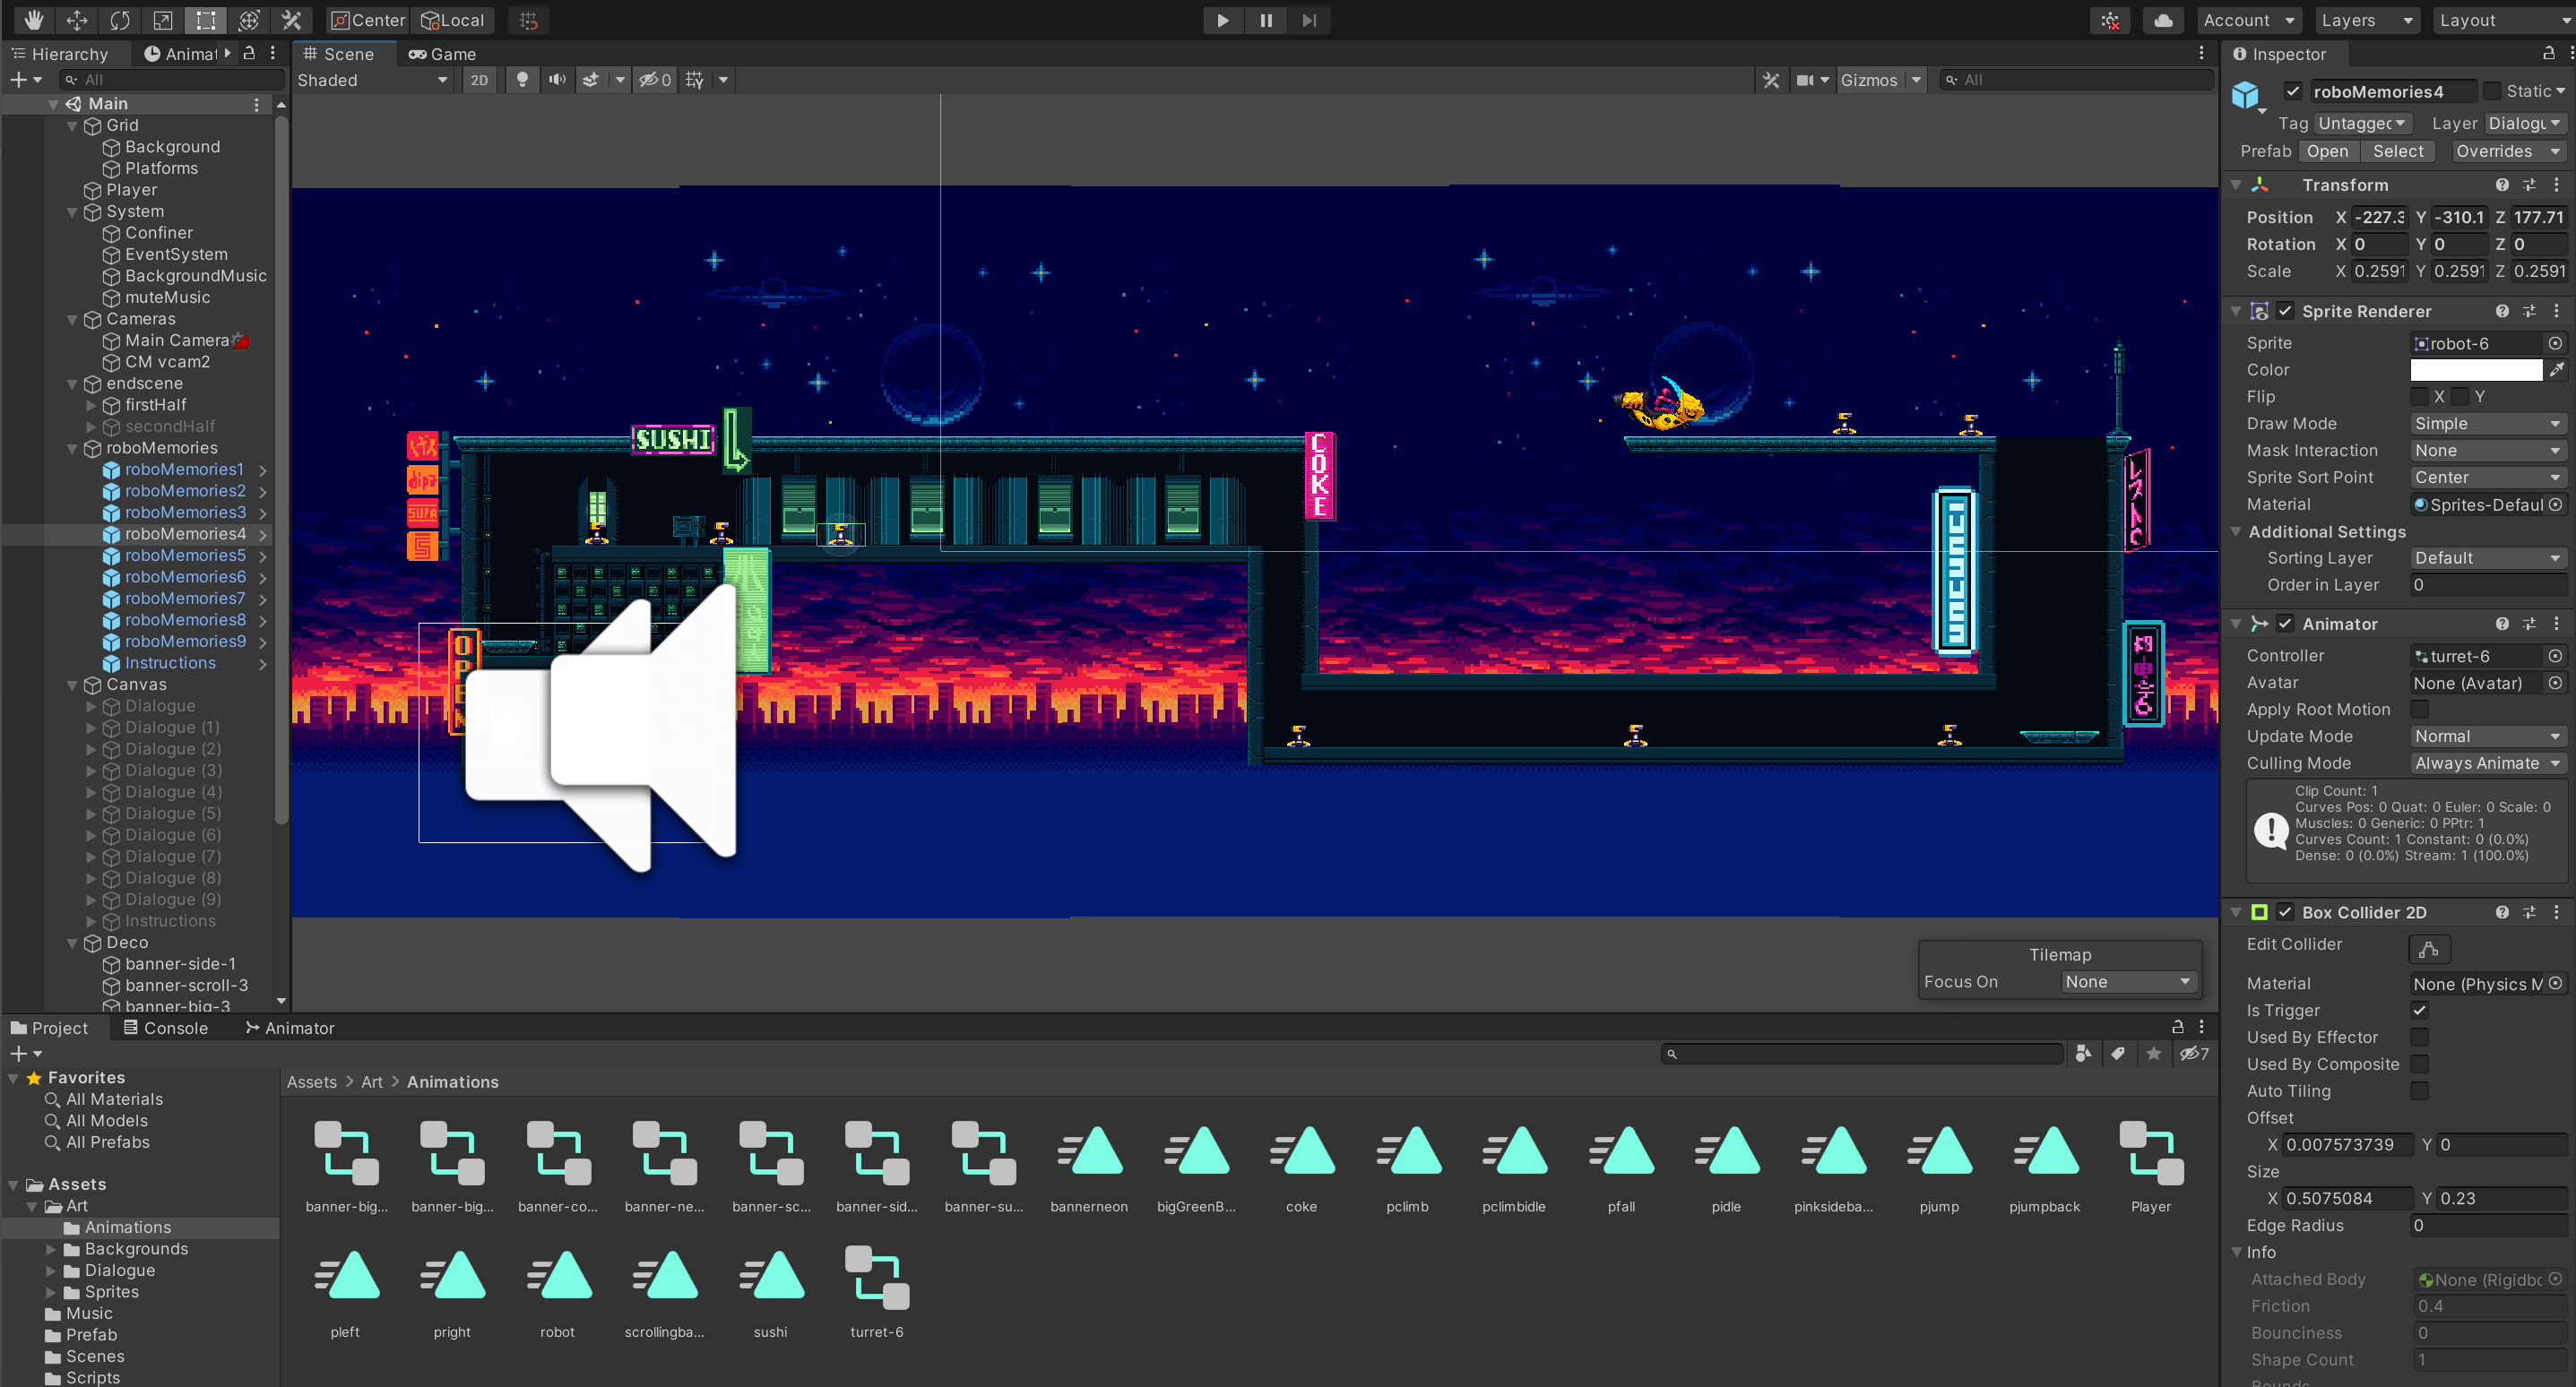 Center
Local
Account
Layers
Layout
Hierarchy
Animat
Scene
Game
Inspector
All
Shaded
2D
0
Gizmos
All
Main
Grid
Background
Platforms
Player
System
Confiner
EventSystem
BackgroundMusic
muteMusic
Cameras
Main Camera
CM vcam2
endscene
firstHalf
secondHalf
roboMemories
roboMemories1
roboMemories2
roboMemories3
roboMemories4
roboMemories5
roboMemories6
roboMemories7
roboMemories8
roboMemories9
Instructions
Canvas
Dialogue
Dialogue (1)
Dialogue (2)
Dialogue (3)
Dialogue (4)
Dialogue (5)
Dialogue (6)
Dialogue (7)
Dialogue (8)
Dialogue (9)
Instructions
Deco
banner-side-1
banner-scroll-3
banner-big-3
SUSHI
COKE
dipa
Tilemap
Focus On None
roboMemories4 Static
Tag Untaggec Layer Dialogu
Prefab Open Select Overrides
Transform
Position X -227.3 Y -310.1 Z 177.71
Rotation X 0 Y 0 Z 0
Scale X 0.2591 Y 0.2591 Z 0.2591
Sprite Renderer
Sprite robot-6
Color
Flip X Y
Draw Mode Simple
Mask Interaction None
Sprite Sort Point Center
Material Sprites-Defaul
Additional Settings
Sorting Layer Default
Order in Layer 0
Animator
Controller turret-6
Avatar None (Avatar)
Apply Root Motion
Update Mode Normal
Culling Mode Always Animate
Clip Count: 1
Curves Pos: 0 Quat: 0 Euler: 0 Scale: 0
Muscles: 0 Generic: 0 PPtr: 1
Curves Count: 1 Constant: 0 (0.0%)
Dense: 0 (0.0%) Stream: 1 (100.0%)
Box Collider 2D
Edit Collider
Material None (Physics M
Is Trigger
Used By Effector
Used By Composite
Auto Tiling
Offset
X 0.007573739 Y 0
Size
X 0.5075084 Y 0.23
Edge Radius 0
Info
Attached Body None (Rigidbo
Friction 0.4
Bounciness 0
Shape Count 1
Project
Console
Animator
7
Favorites
All Materials
All Models
All Prefabs
Assets
Art
Animations
Backgrounds
Dialogue
Sprites
Music
Prefab
Scenes
Scripts
Assets > Art > Animations
banner-big... banner-big... banner-co... banner-ne... banner-sc... banner-sid... banner-su... bannerneon bigGreenB... coke pclimb pclimbidle pfall pidle pinksideba... pjump pjumpback Player
pleft pright robot scrollingba... sushi turret-6